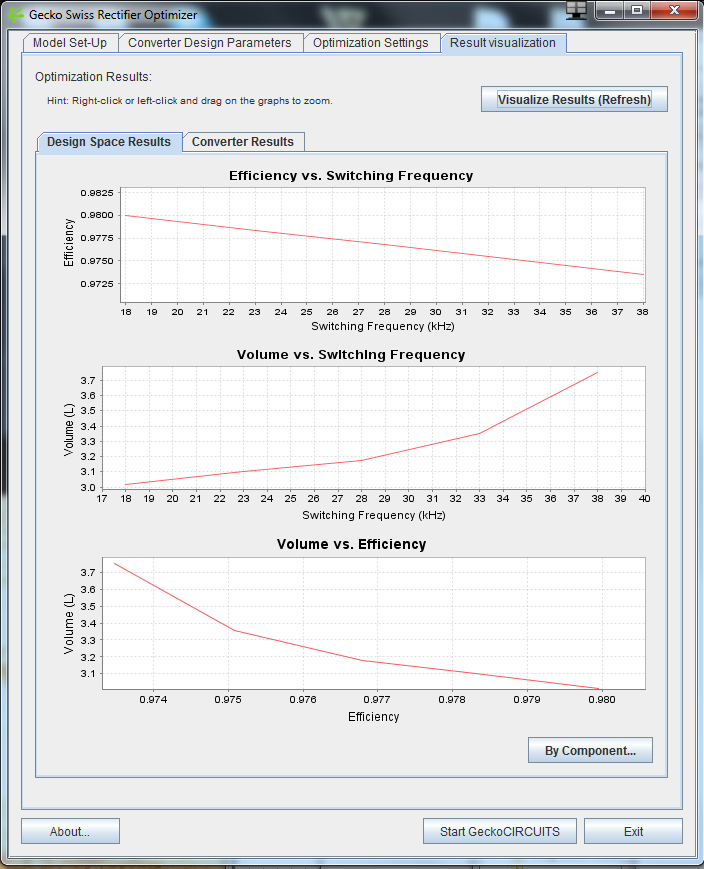 Gecko Swiss Rectifier Optimizer
Model Set-Up Converter Design Parameters Optimization Settings Result visualization
Optimization Results:
Hint: Right-click or left-click and drag on the graphs to zoom.
Visualize Results (Refresh)
Design Space Results Converter Results
Efficiency vs. Switching Frequency
0.9825
0.9800
0.9775
0.9750
0.9725
Efficiency
18 19 20 21 22 23 24 25 26 27 28 29 30 31 32 33 34 35 36 37 38
Switching Frequency (kHz)
Volume vs. Switching Frequency
3.7
3.6
3.5
3.4
3.3
3.2
3.1
3.0
Volume (L)
17 18 19 20 21 22 23 24 25 26 27 28 29 30 31 32 33 34 35 36 37 38 39 40
Switching Frequency (kHz)
Volume vs. Efficiency
3.7
3.6
3.5
3.4
3.3
3.2
3.1
Volume (L)
0.974 0.975 0.976 0.977 0.978 0.979 0.980
Efficiency
By Component...
About... Start GeckoCIRCUITS Exit